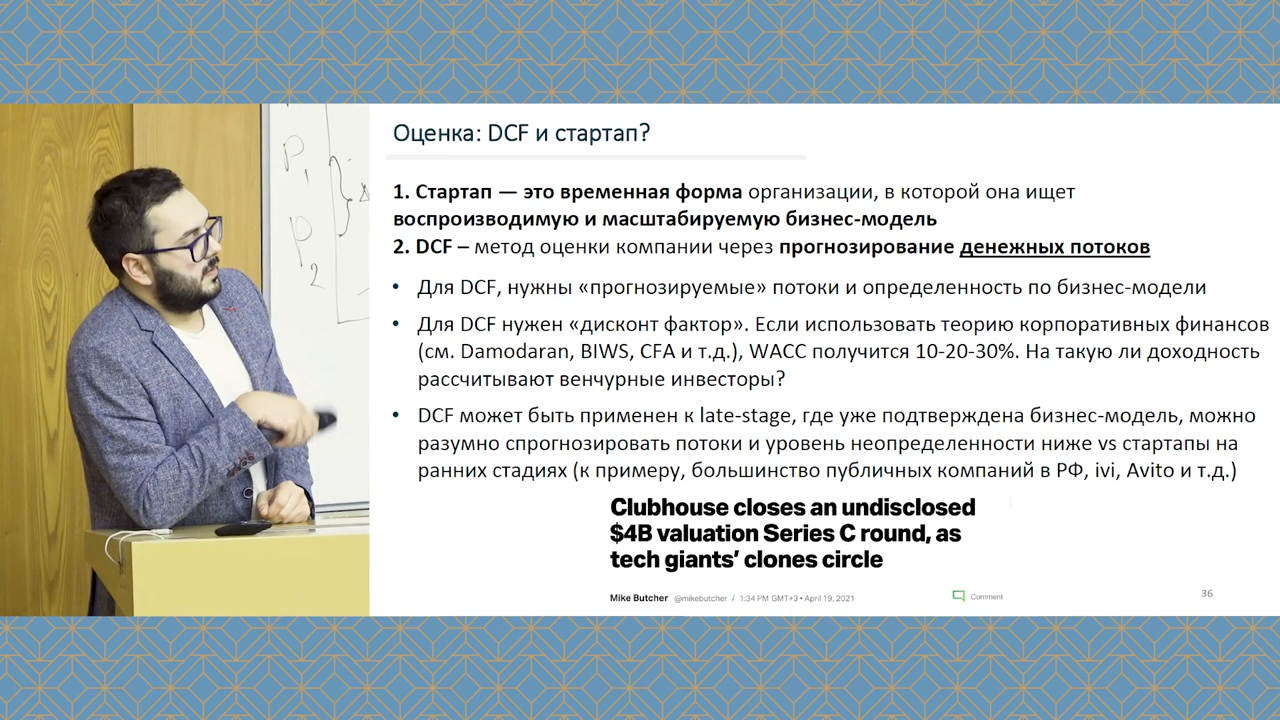 P
1
P
2
Оценка: DCF и стартап?
1. Стартап — это временная форма организации, в которой она ищет
воспроизводимую и масштабируемую бизнес-модель
2. DCF – метод оценки компании через прогнозирование денежных потоков
• Для DCF, нужны «прогнозируемые» потоки и определенность по бизнес-модели
• Для DCF нужен «дисконт фактор». Если использовать теорию корпоративных финансов
(см. Damodaran, BIWS, CFA и т.д.), WACC получится 10-20-30%. На такую ли доходность
рассчитывают венчурные инвесторы?
• DCF может быть применен к late-stage, где уже подтверждена бизнес-модель, можно
разумно спрогнозировать потоки и уровень неопределенности ниже vs стартапы на
ранних стадиях (к примеру, большинство публичных компаний в РФ, ivi, Avito и т.д.)
Clubhouse closes an undisclosed
$4B valuation Series C round, as
tech giants’ clones circle
Mike Butcher @mikebutcher / 1:34 PM GMT+3 • April 19, 2021
Comment
36